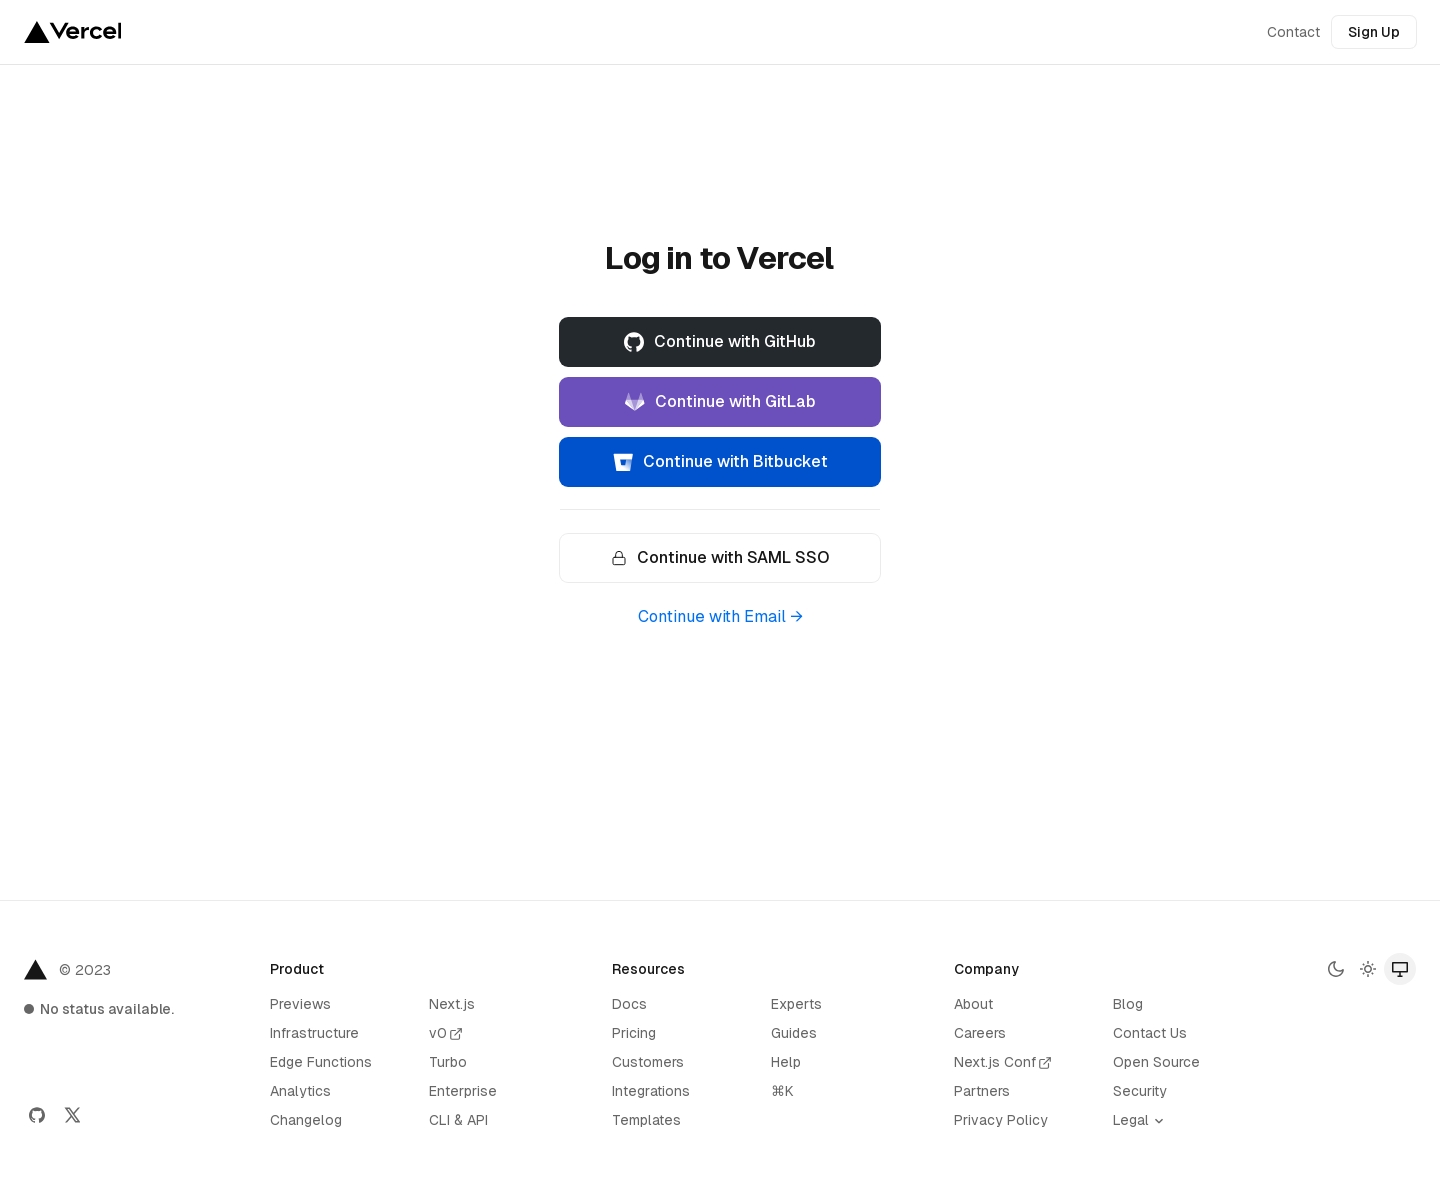 Vercel
Contact
Sign Up
Log in to Vercel
Continue with GitHub
Continue with GitLab
Continue with Bitbucket
Continue with SAML SSO
Continue with Email →
© 2023
No status available.
Product
Previews
Infrastructure
Edge Functions
Analytics
Changelog
Next.js
v0
Turbo
Enterprise
CLI & API
Resources
Docs
Pricing
Customers
Integrations
Templates
Experts
Guides
Help
⌘K
Company
About
Careers
Next.js Conf
Partners
Privacy Policy
Blog
Contact Us
Open Source
Security
Legal